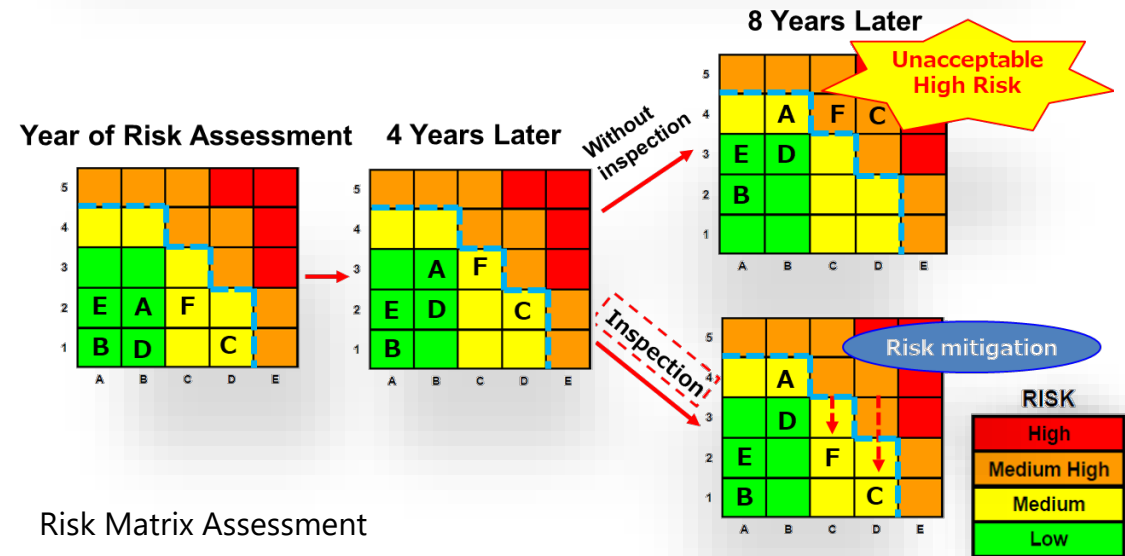 8 Years Later
Unacceptable
High Risk
5
4 A F C
3 E D
2 B
1
A B C D E
Year of Risk Assessment
5
4
3
2 E A F
1 B D C
A B C D E
4 Years Later
5
4
3 A F
2 E D C
1 B
A B C D E
Without
inspection
Inspection
Risk mitigation
5
4 A
3 D
2 E F
1 B C
A B C D E
RISK
High
Medium High
Medium
Low
Risk Matrix Assessment